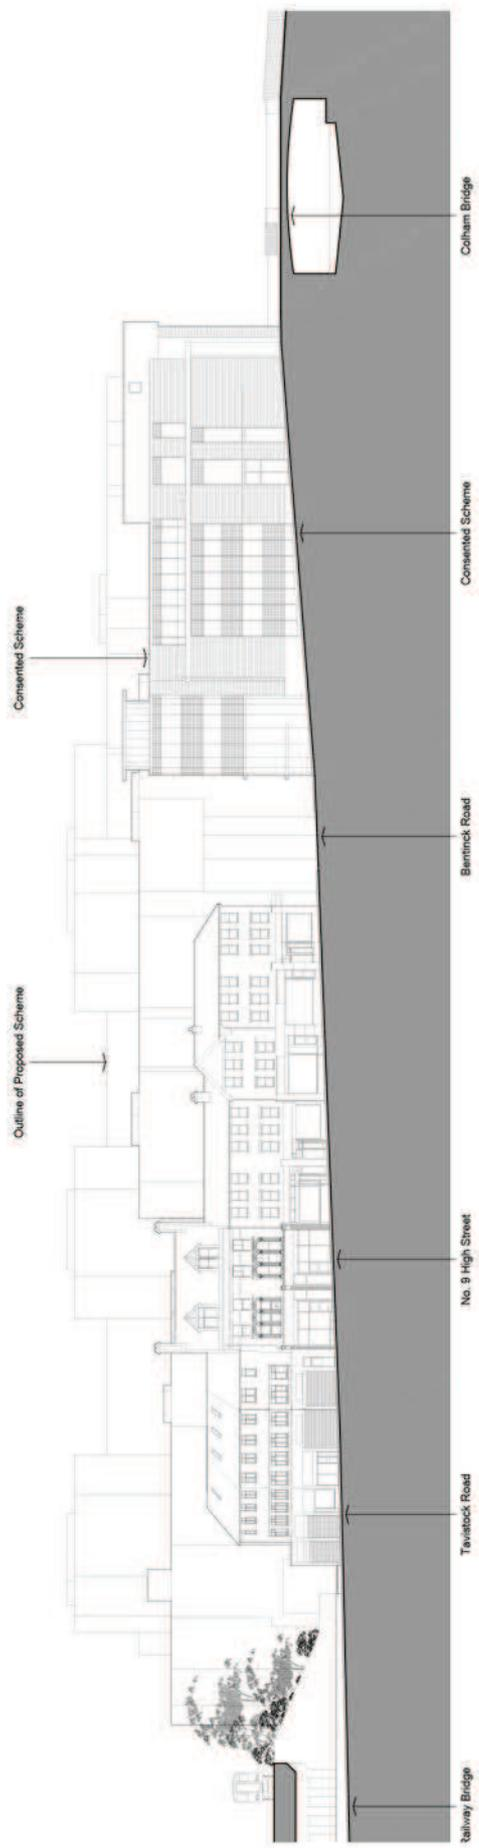 Outline of Proposed Scheme
Consented Scheme
Railway Bridge
Tavistock Road
No. 9 High Street
Bentinck Road
Consented Scheme
Colham Bridge